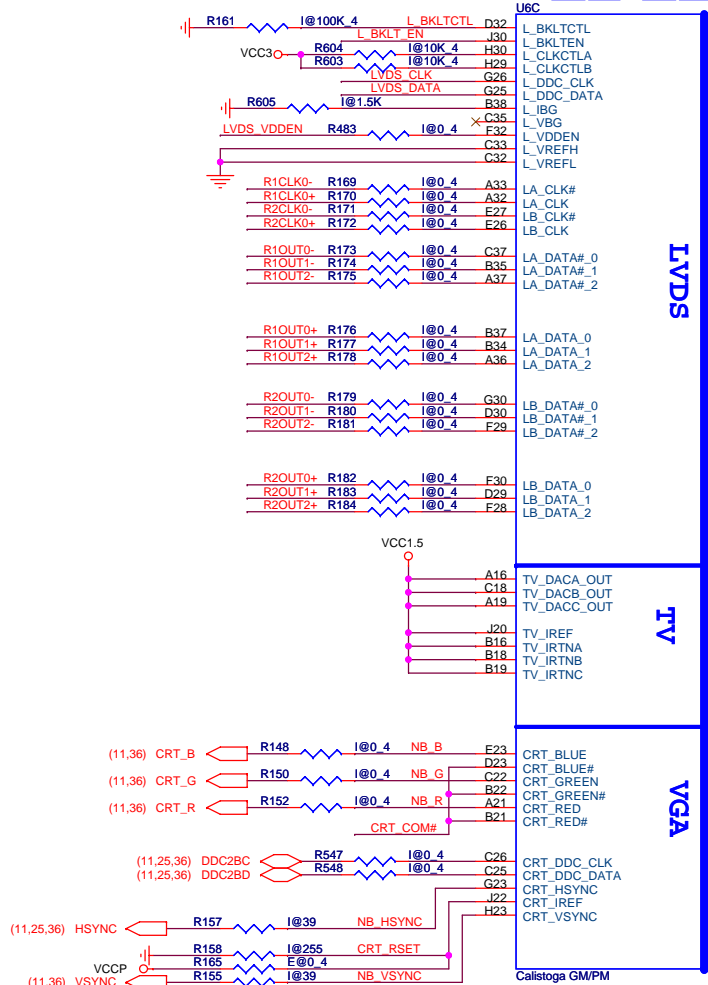 U6C
R161 I@100K_4 L_BKLTCTL D32 L_BKLTCTL
L_BKLT_EN J30 L_BKLTEN
VCC3 R604 I@10K_4 H30 L_CLKCTLA
R603 I@10K_4 H29 L_CLKCTLB
LVDS_CLK G26 L_DDC_CLK
LVDS_DATA G25 L_DDC_DATA
R605 I@1.5K B38 L_IBG
C35 L_VBG
LVDS_VDDEN R483 I@0_4 F32 L_VDDEN
C33 L_VREFH
C32 L_VREFL
R1CLK0- R169 I@0_4 A33 LA_CLK#
R1CLK0+ R170 I@0_4 A32 LA_CLK
R2CLK0- R171 I@0_4 E27 LB_CLK#
R2CLK0+ R172 I@0_4 E26 LB_CLK
R1OUT0- R173 I@0_4 C37 LA_DATA#_0
R1OUT1- R174 I@0_4 B35 LA_DATA#_1
R1OUT2- R175 I@0_4 A37 LA_DATA#_2
LVDS
R1OUT0+ R176 I@0_4 B37 LA_DATA_0
R1OUT1+ R177 I@0_4 B34 LA_DATA_1
R1OUT2+ R178 I@0_4 A36 LA_DATA_2
R2OUT0- R179 I@0_4 G30 LB_DATA#_0
R2OUT1- R180 I@0_4 D30 LB_DATA#_1
R2OUT2- R181 I@0_4 F29 LB_DATA#_2
R2OUT0+ R182 I@0_4 F30 LB_DATA_0
R2OUT1+ R183 I@0_4 D29 LB_DATA_1
R2OUT2+ R184 I@0_4 F28 LB_DATA_2
VCC1.5
A16 TV_DACA_OUT
C18 TV_DACB_OUT
A19 TV_DACC_OUT
TV
J20 TV_IREF
B16 TV_IRTNA
B18 TV_IRTNB
B19 TV_IRTNC
(11,36) CRT_B R148 I@0_4 NB_B E23 CRT_BLUE
D23 CRT_BLUE#
(11,36) CRT_G R150 I@0_4 NB_G C22 CRT_GREEN
B22 CRT_GREEN#
(11,36) CRT_R R152 I@0_4 NB_R A21 CRT_RED
CRT_COM# B21 CRT_RED#
VGA
(11,25,36) DDC2BC R547 I@0_4 C26 CRT_DDC_CLK
(11,25,36) DDC2BD R548 I@0_4 C25 CRT_DDC_DATA
G23 CRT_HSYNC
J22 CRT_IREF
H23 CRT_VSYNC
(11,25,36) HSYNC R157 I@39 NB_HSYNC
R158 I@255 CRT_RSET
VCCP R165 E@0_4
(11,36) VSYNC R155 I@39 NB_VSYNC
Calistoga GM/PM